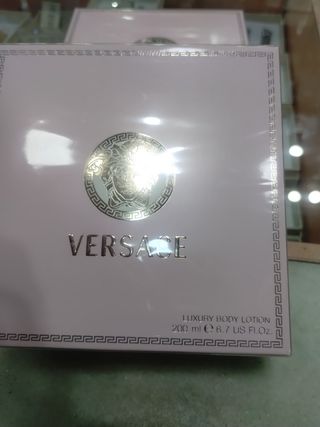 VERSACE
LUXURY BODY LOTION
200 ml ℮ 6.7 US Fl.Oz.